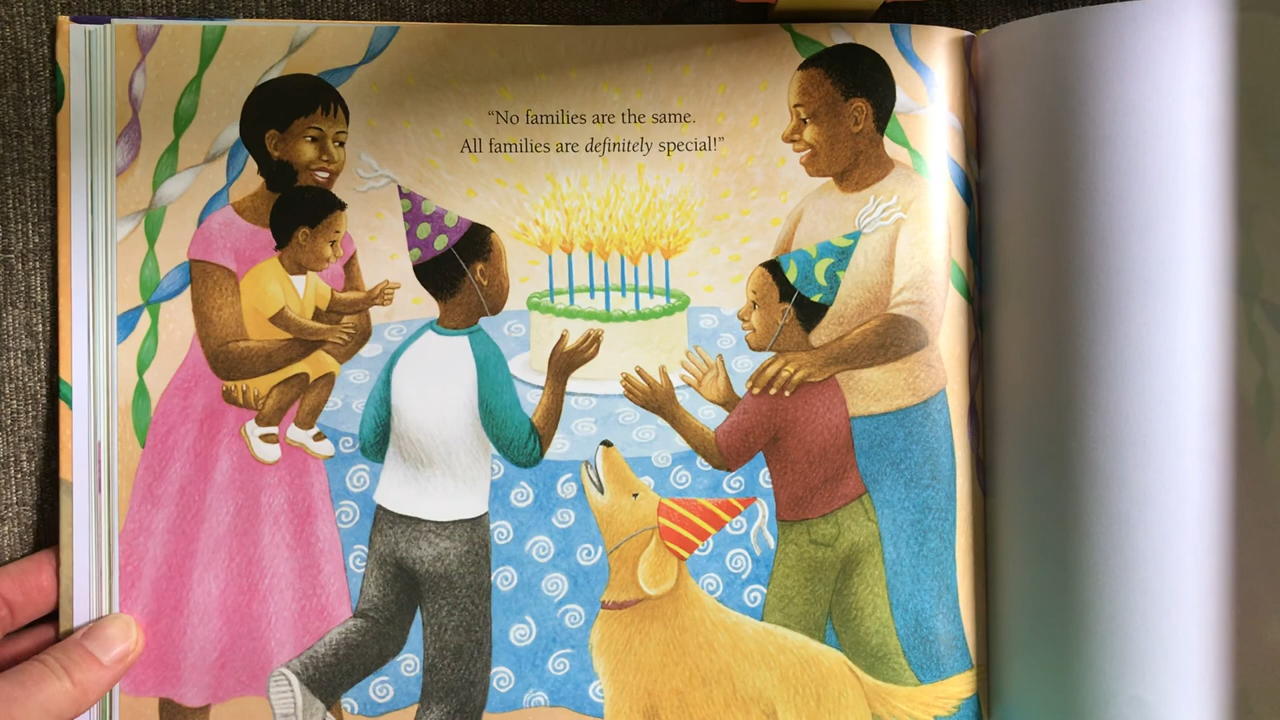 “No families are the same.
All families are definitely special!”